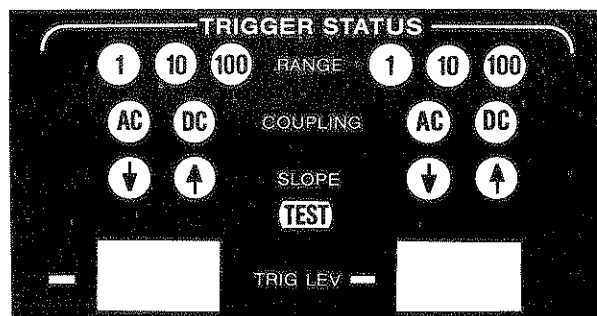 TRIGGER STATUS
1 10 100 RANGE 1 10 100
AC DC COUPLING AC DC
SLOPE
TEST
TRIG LEV